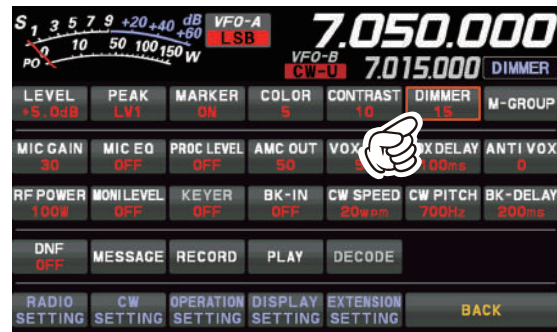 S 1 3 5 7 9 +20 +40 +60 dB VFO-A 7.050.000
PO 0 10 50 100 150 W LSB
VFO-B 7.015.000 DIMMER
CW-U
LEVEL PEAK MARKER COLOR CONTRAST DIMMER M-GROUP
+5.0dB LV1 ON 5 10 15
MIC GAIN MIC EQ PROC LEVEL AMC OUT VOX DELAY ANTI VOX
30 OFF OFF 50 100ms 0
RF POWER MONI LEVEL KEYER BK-IN CW SPEED CW PITCH BK-DELAY
100W OFF OFF OFF 20wpm 700Hz 200ms
DNF MESSAGE RECORD PLAY DECODE
OFF
RADIO CW OPERATION DISPLAY EXTENSION BACK
SETTING SETTING SETTING SETTING SETTING